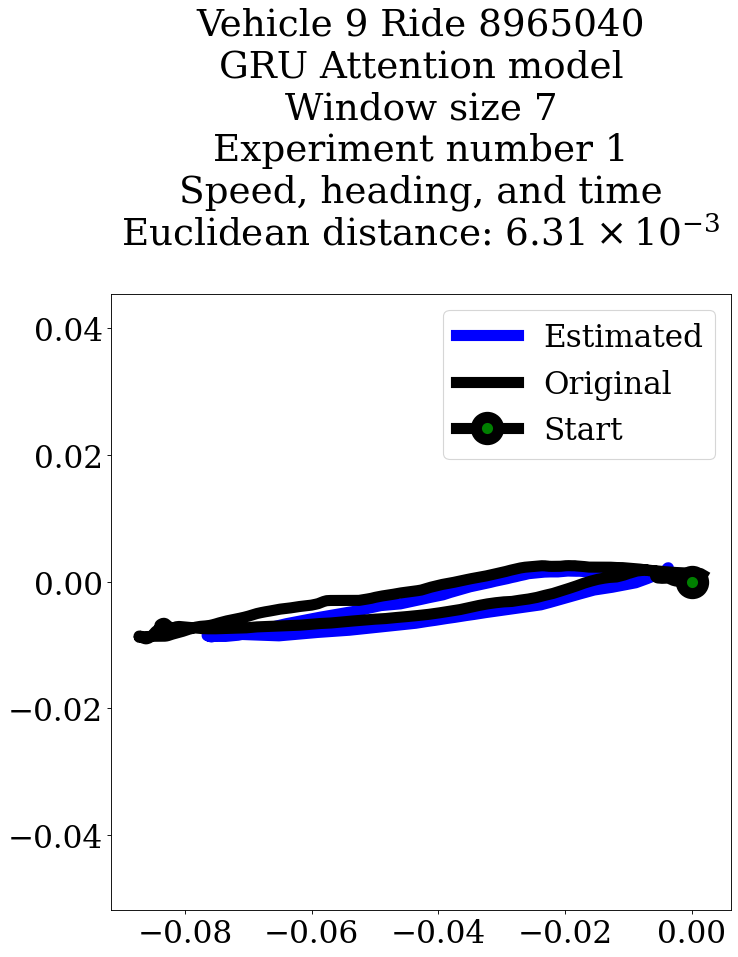 Vehicle 9 Ride 8965040
GRU Attention model
Window size 7
Experiment number 1
Speed, heading, and time
Euclidean distance: 6.31 × 10⁻³
Estimated
Original
Start
0.04
0.02
0.00
−0.02
−0.04
−0.08
−0.06
−0.04
−0.02
0.00